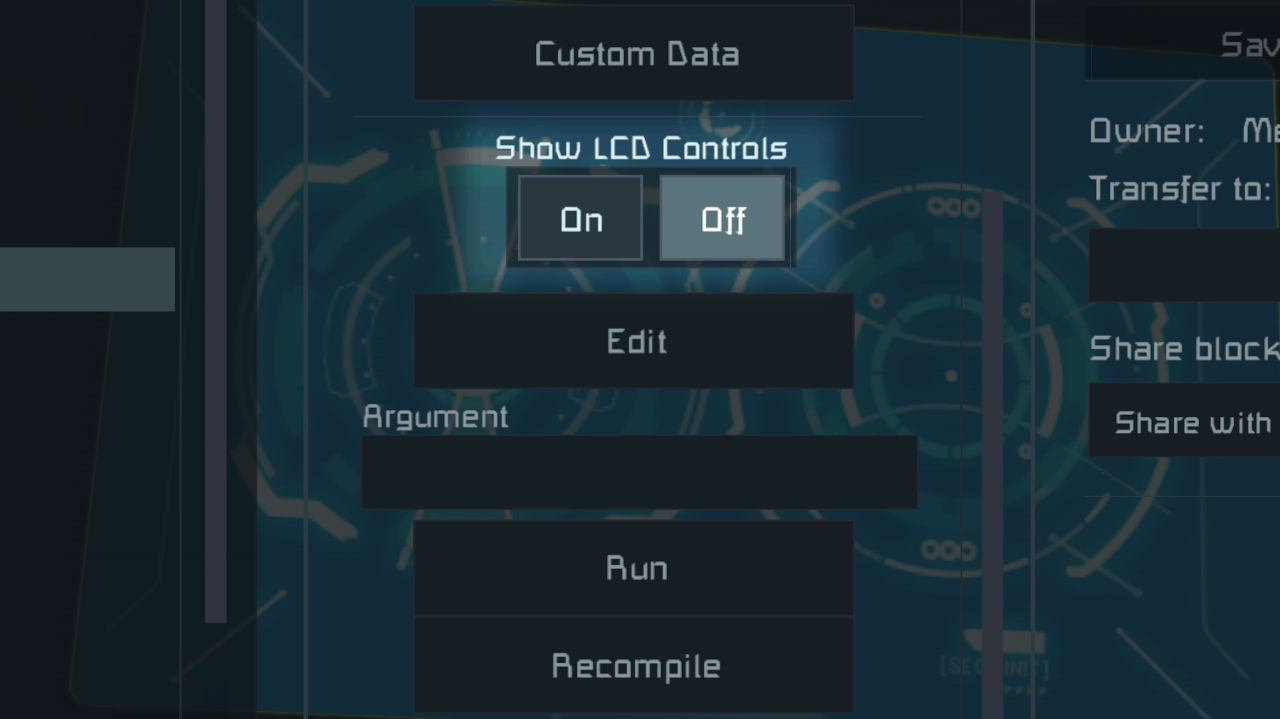 Custom Data
Show LCD Controls
On
Off
Edit
Argument
Run
Recompile
Sav
Owner: Me
Transfer to:
Share block
Share with